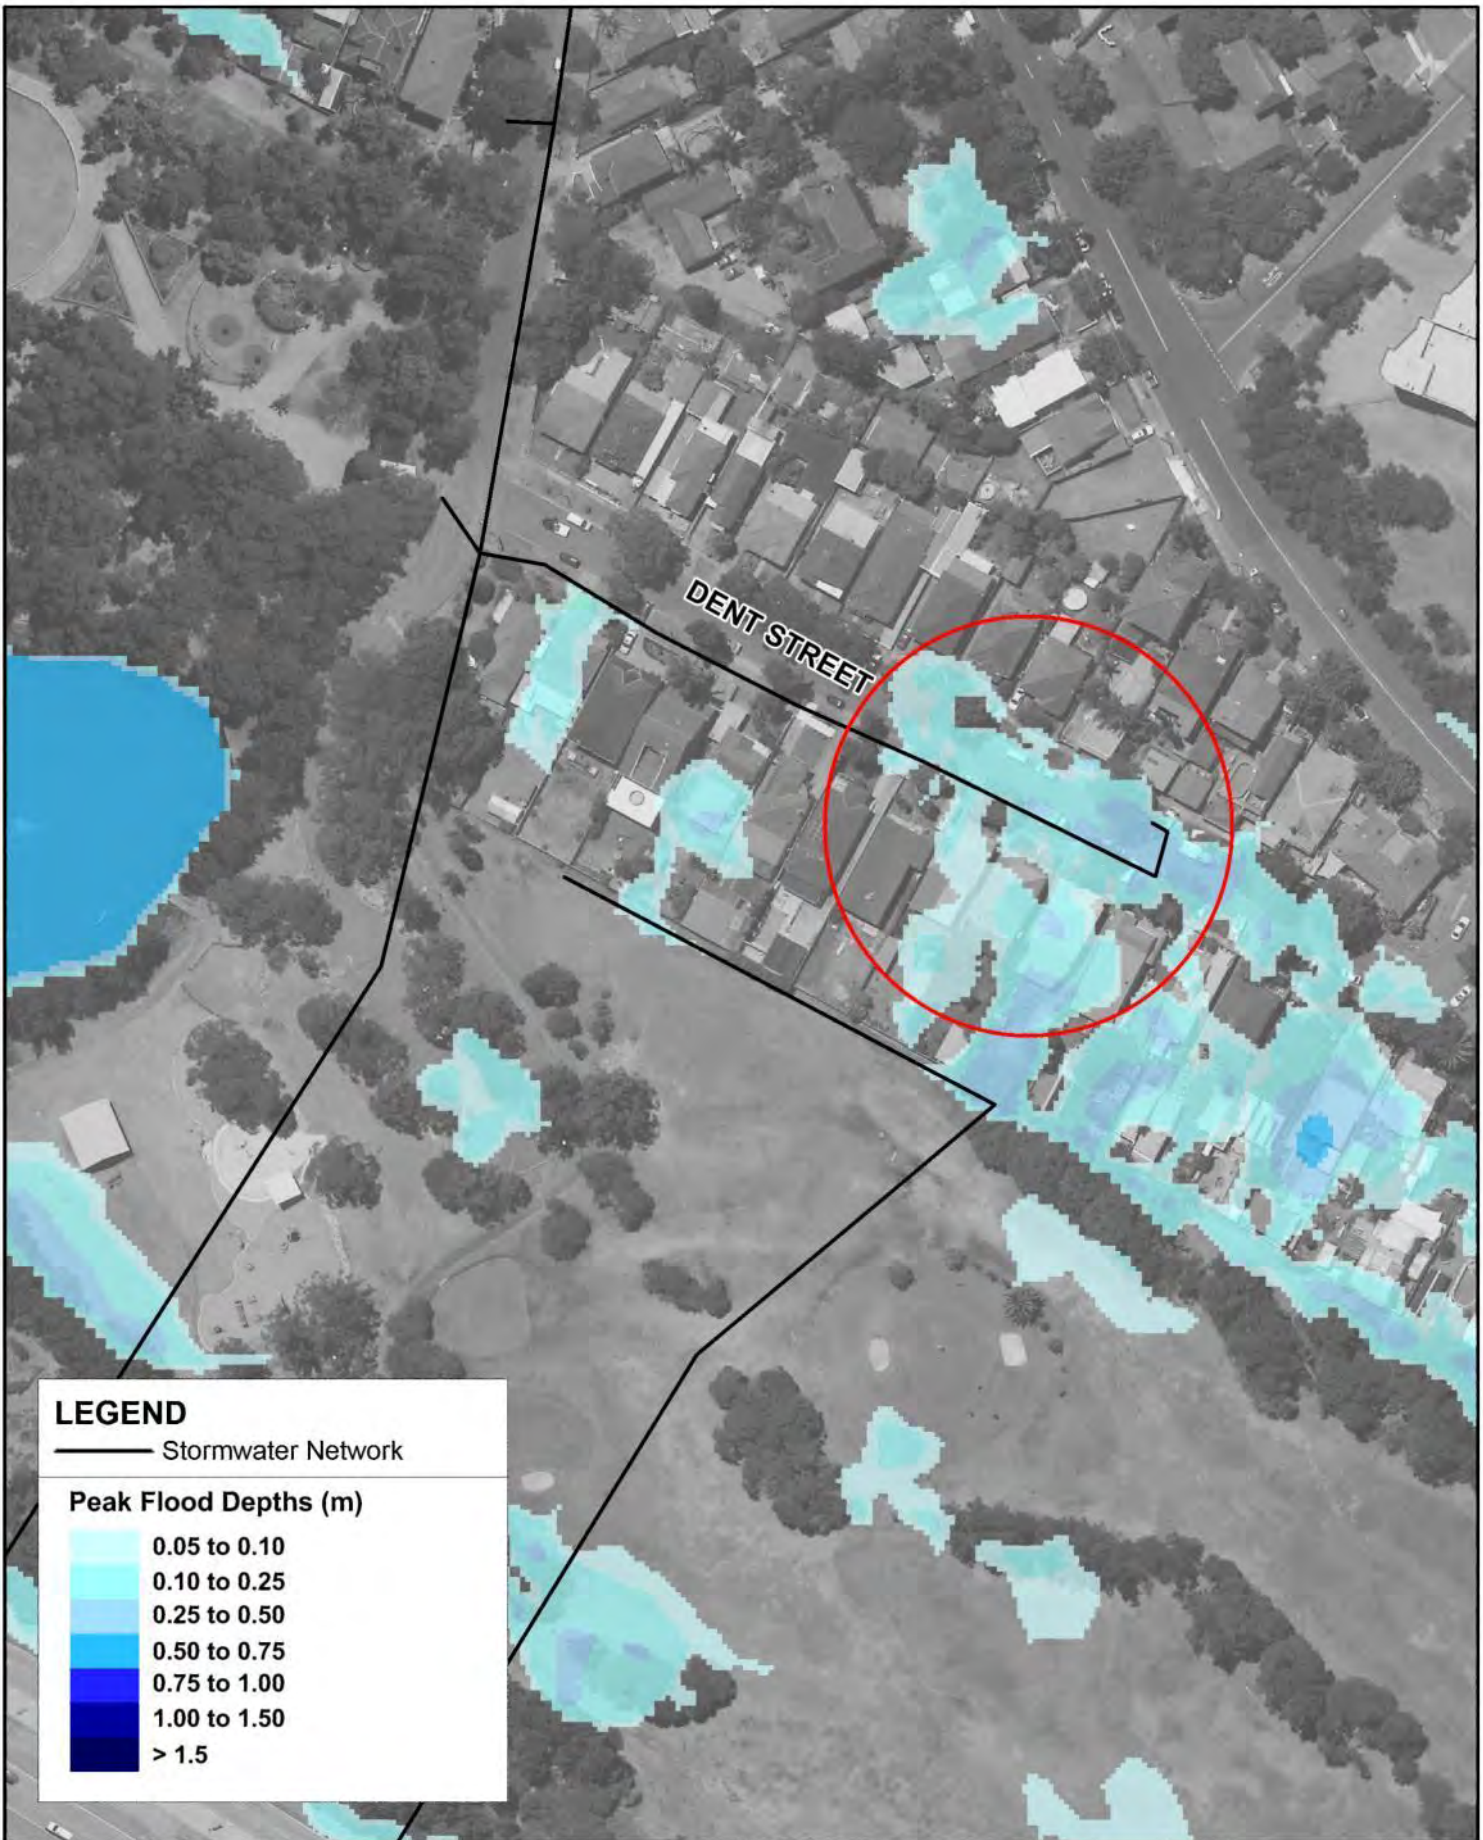 DENT STREET
LEGEND
Stormwater Network
Peak Flood Depths (m)
0.05 to 0.10
0.10 to 0.25
0.25 to 0.50
0.50 to 0.75
0.75 to 1.00
1.00 to 1.50
> 1.5